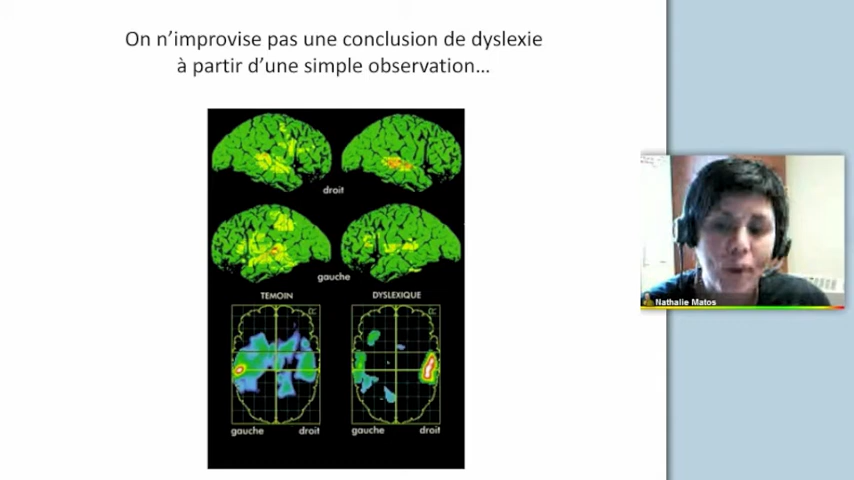 On n’improvise pas une conclusion de dyslexie
à partir d’une simple observation…
droit
gauche
TEMOIN DYSLEXIQUE
R R
gauche droit gauche droit
Nathalie Matos